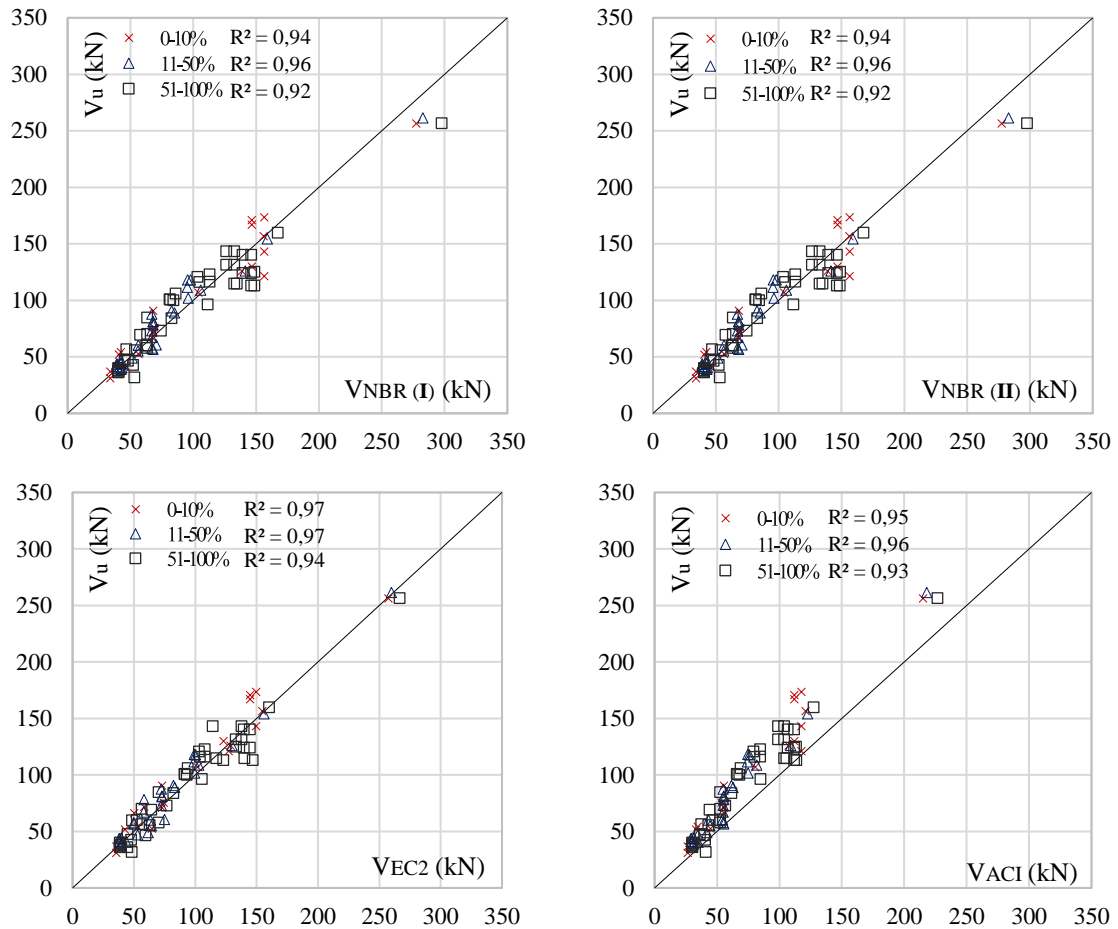 350
300
250
200
150
100
50
0
Vu (kN)
0-10% R² = 0,94
11-50% R² = 0,96
51-100% R² = 0,92
VNBR (I) (kN)
0 50 100 150 200 250 300 350
350
300
250
200
150
100
50
0
Vu (kN)
0-10% R² = 0,94
11-50% R² = 0,96
51-100% R² = 0,92
VNBR (II) (kN)
0 50 100 150 200 250 300 350
350
300
250
200
150
100
50
0
Vu (kN)
0-10% R² = 0,97
11-50% R² = 0,97
51-100% R² = 0,94
VEC2 (kN)
0 50 100 150 200 250 300 350
350
300
250
200
150
100
50
0
Vu (kN)
0-10% R² = 0,95
11-50% R² = 0,96
51-100% R² = 0,93
VACI (kN)
0 50 100 150 200 250 300 350